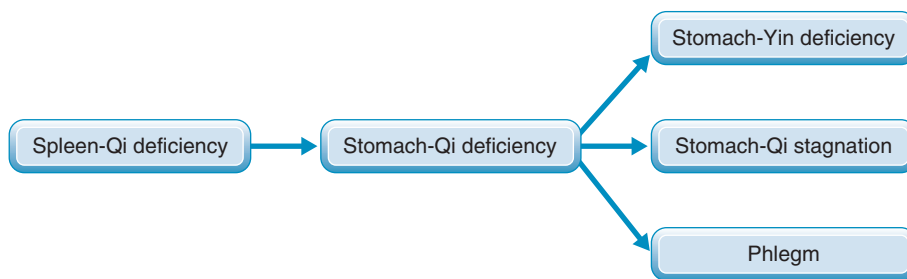 Stomach-Yin deficiency
Spleen-Qi deficiency
Stomach-Qi deficiency
Stomach-Qi stagnation
Phlegm